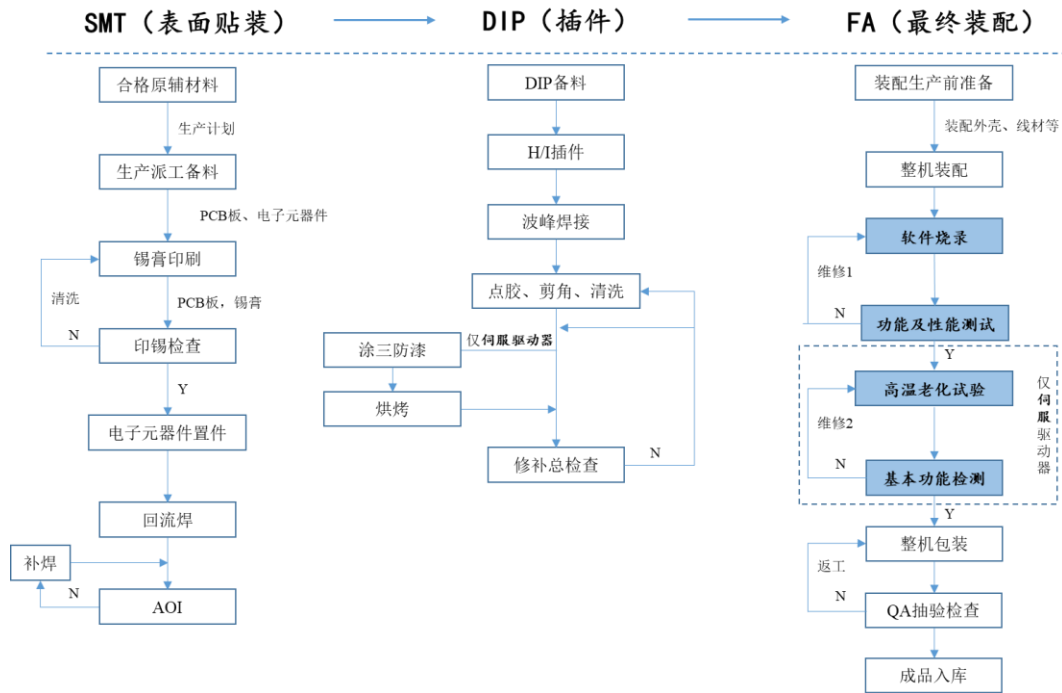 SMT（表面贴装）
DIP（插件）
FA（最终装配）
合格原辅材料
生产计划
生产派工备料
PCB板、电子元器件
锡膏印刷
清洗
PCB板，锡膏
N
印锡检查
Y
电子元器件置件
回流焊
补焊
N
AOI
DIP备料
H/I插件
波峰焊接
点胶、剪角、清洗
涂三防漆
仅伺服驱动器
烘烤
修补总检查
N
装配生产前准备
装配外壳、线材等
整机装配
软件烧录
维修1
N
功能及性能测试
Y
高温老化试验
仅伺服驱动器
维修2
N
基本功能检测
Y
整机包装
返工
N
QA抽验检查
成品入库